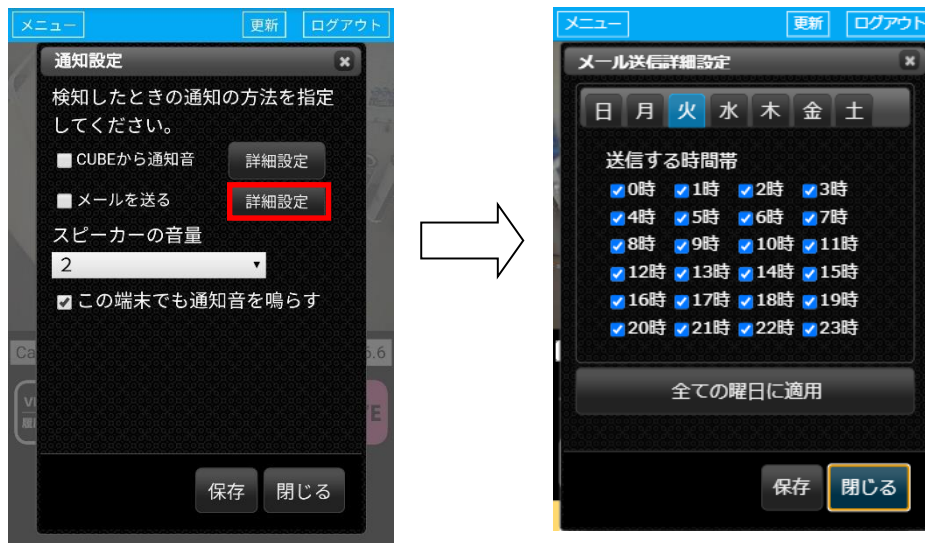 メニュー 更新 ログアウト
通知設定
検知したときの通知の方法を指定
してください。
CUBEから通知音 詳細設定
メールを送る 詳細設定
スピーカーの音量
2
この端末でも通知音を鳴らす
Ca 6.6
VI E
保存 閉じる
メニュー 更新 ログアウト
メール送信詳細設定
日 月 火 水 木 金 土
送信する時間帯
0時 1時 2時 3時
4時 5時 6時 7時
8時 9時 10時 11時
12時 13時 14時 15時
16時 17時 18時 19時
20時 21時 22時 23時
全ての曜日に適用
保存 閉じる